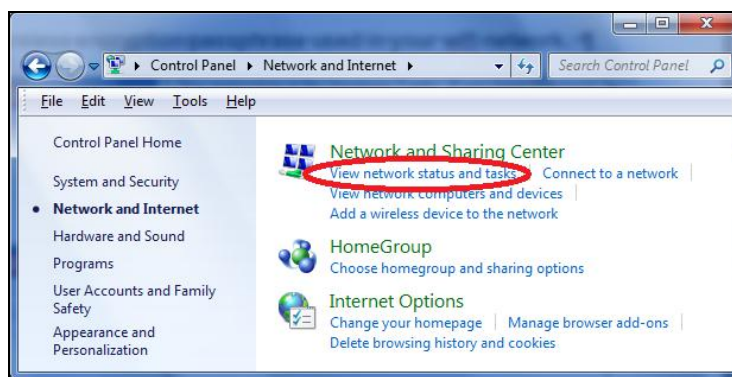 Control Panel Network and Internet Search Control Panel
File Edit View Tools Help
Control Panel Home
System and Security
• Network and Internet
Hardware and Sound
Programs
User Accounts and Family
Safety
Appearance and
Personalization
Network and Sharing Center
View network status and tasks Connect to a network
View network computers and devices
Add a wireless device to the network
HomeGroup
Choose homegroup and sharing options
Internet Options
Change your homepage Manage browser add-ons
Delete browsing history and cookies